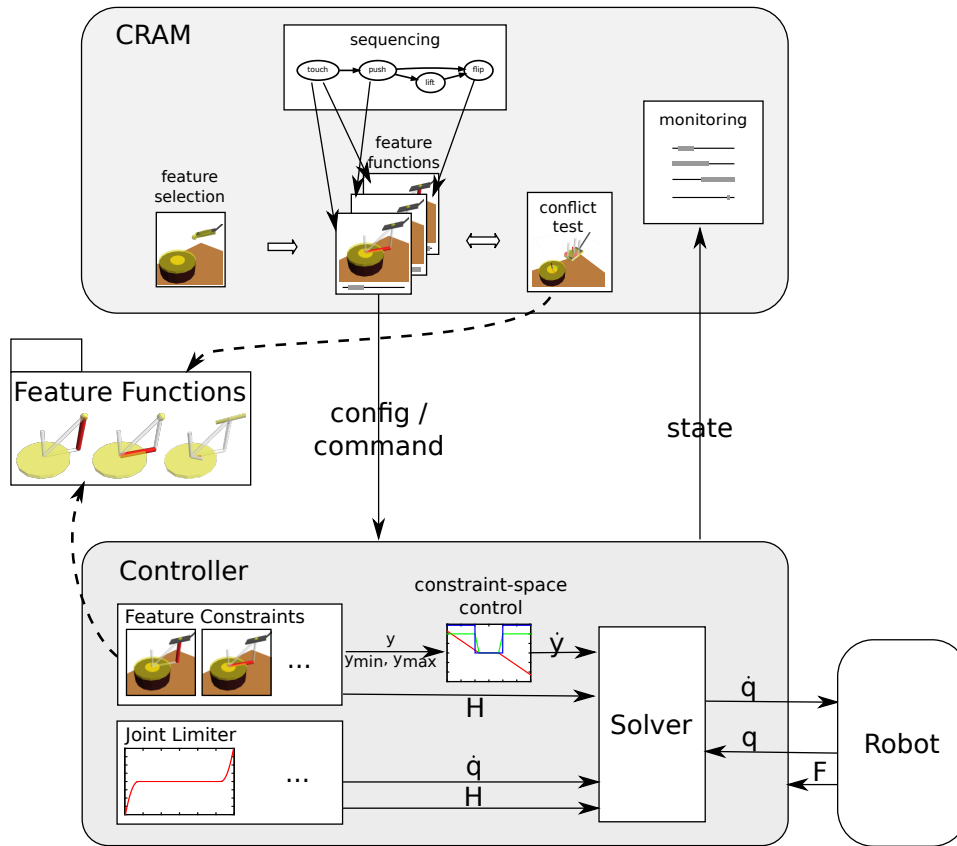 CRAM
sequencing
touch
push
lift
flip
feature
functions
feature
selection
conflict
test
monitoring
Feature Functions
config /
command
state
Controller
Feature Constraints
...
y
ymin, ymax
constraint-space
control
ẏ
H
Joint Limiter
...
q̇
H
Solver
q̇
q
F
Robot